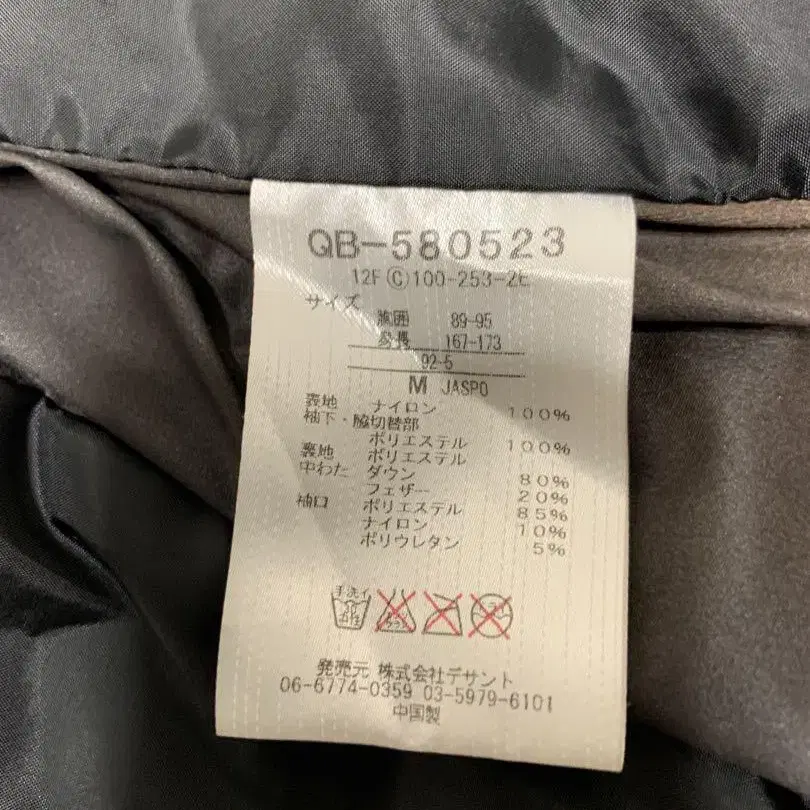 QB-580523
12F Ⓒ 100-253-2E
サイズ
胸囲 89-95
身長 167-173
92-5
M JASPO
表地 ナイロン 100%
袖下・脇切替部
ポリエステル 100%
裏地 ポリエステル
中わた ダウン 80%
フェザー 20%
袖口 ポリエステル 85%
ナイロン 10%
ポリウレタン 5%
手洗イ
中性
発売元 株式会社デサント
06-6774-0359 03-5979-6101
中国製